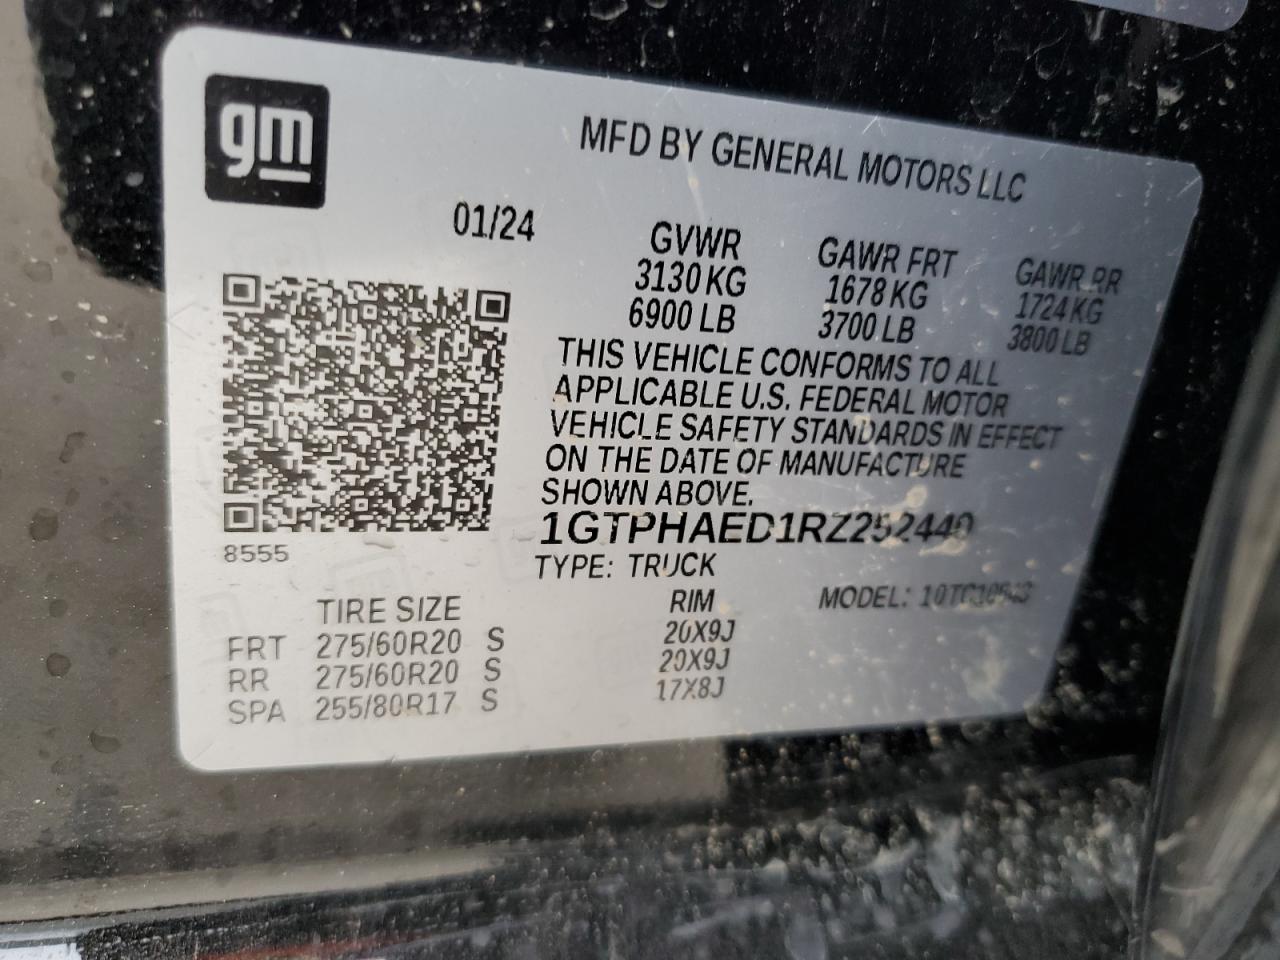 gm
MFD BY GENERAL MOTORS LLC
01/24
GVWR GAWR FRT GAWR RR
3130 KG 1678 KG 1724 KG
6900 LB 3700 LB 3800 LB
THIS VEHICLE CONFORMS TO ALL
APPLICABLE U.S. FEDERAL MOTOR
VEHICLE SAFETY STANDARDS IN EFFECT
ON THE DATE OF MANUFACTURE
SHOWN ABOVE.
8555
1GTPHAED1RZ252440
TYPE: TRUCK
MODEL:
TIRE SIZE RIM
FRT 275/60R20 S 20X9J
RR 275/60R20 S 20X9J
SPA 255/80R17 S 17X8J